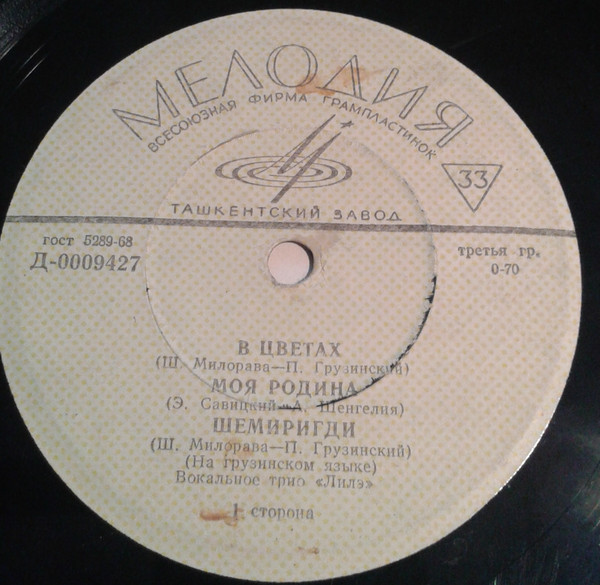 МЕЛОДИЯ
ВСЕСОЮЗНАЯ ФИРМА ГРАМПЛАСТИНОК
33
ТАШКЕНТСКИЙ ЗАВОД
гост 5289-68
Д-0009427
третья гр.
0-70
В ЦВЕТАХ
(Ш. Милорава—П. Грузинский)
МОЯ РОДИНА
(Э. Савицкий—А. Шенгелия)
ШЕМИРИГДИ
(Ш. Милорава—П. Грузинский)
(На грузинском языке)
Вокальное трио «Лилэ»
1 сторона